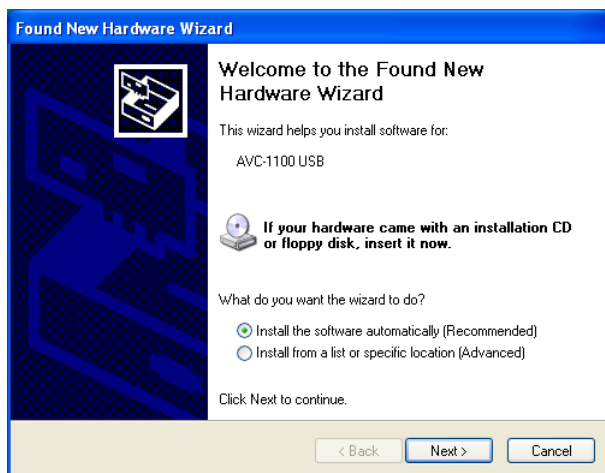 Found New Hardware Wizard
Welcome to the Found New
Hardware Wizard
This wizard helps you install software for:
AVC-1100 USB
If your hardware came with an installation CD
or floppy disk, insert it now.
What do you want the wizard to do?
Install the software automatically (Recommended)
Install from a list or specific location (Advanced)
Click Next to continue.
< Back
Next >
Cancel